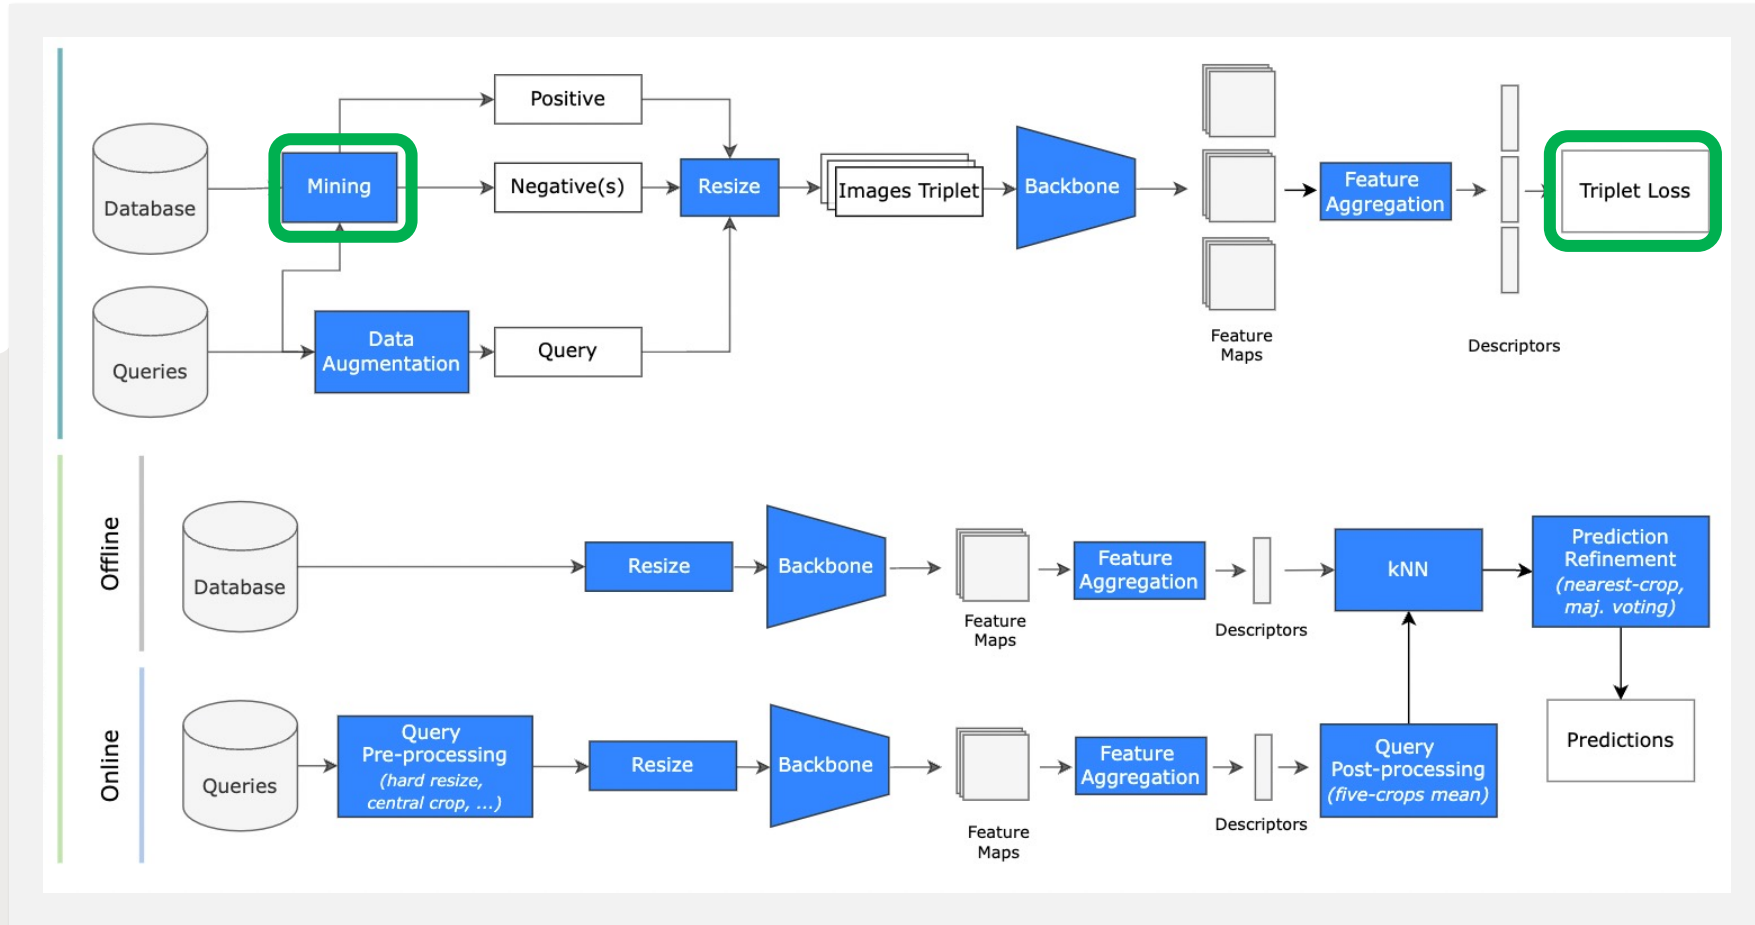 Positive
Database
Mining
Negative(s)
Resize
Images Triplet
Backbone
Feature
Aggregation
Triplet Loss
Queries
Data
Augmentation
Query
Feature
Maps
Descriptors
Offline
Database
Resize
Backbone
Feature
Maps
Feature
Aggregation
Descriptors
kNN
Prediction
Refinement
(nearest-crop,
maj. voting)
Online
Queries
Query
Pre-processing
(hard resize,
central crop, ...)
Resize
Backbone
Feature
Maps
Feature
Aggregation
Descriptors
Query
Post-processing
(five-crops mean)
Predictions